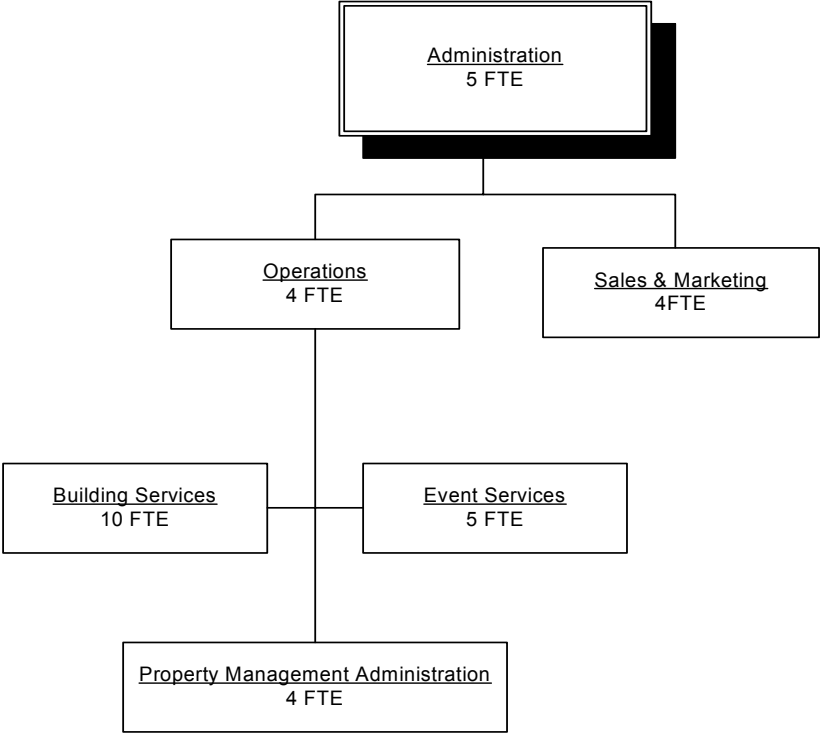 Administration
5 FTE
Operations
4 FTE
Sales & Marketing
4FTE
Building Services
10 FTE
Event Services
5 FTE
Property Management Administration
4 FTE